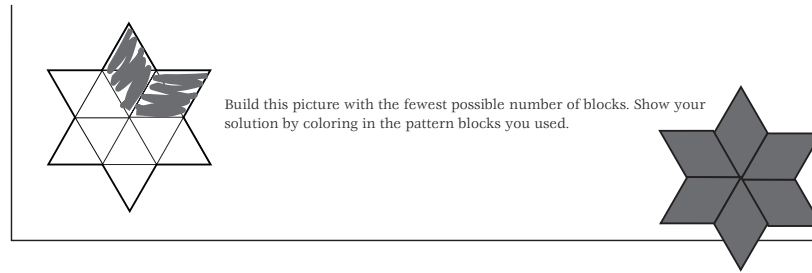 Build this picture with the fewest possible number of blocks. Show your
solution by coloring in the pattern blocks you used.